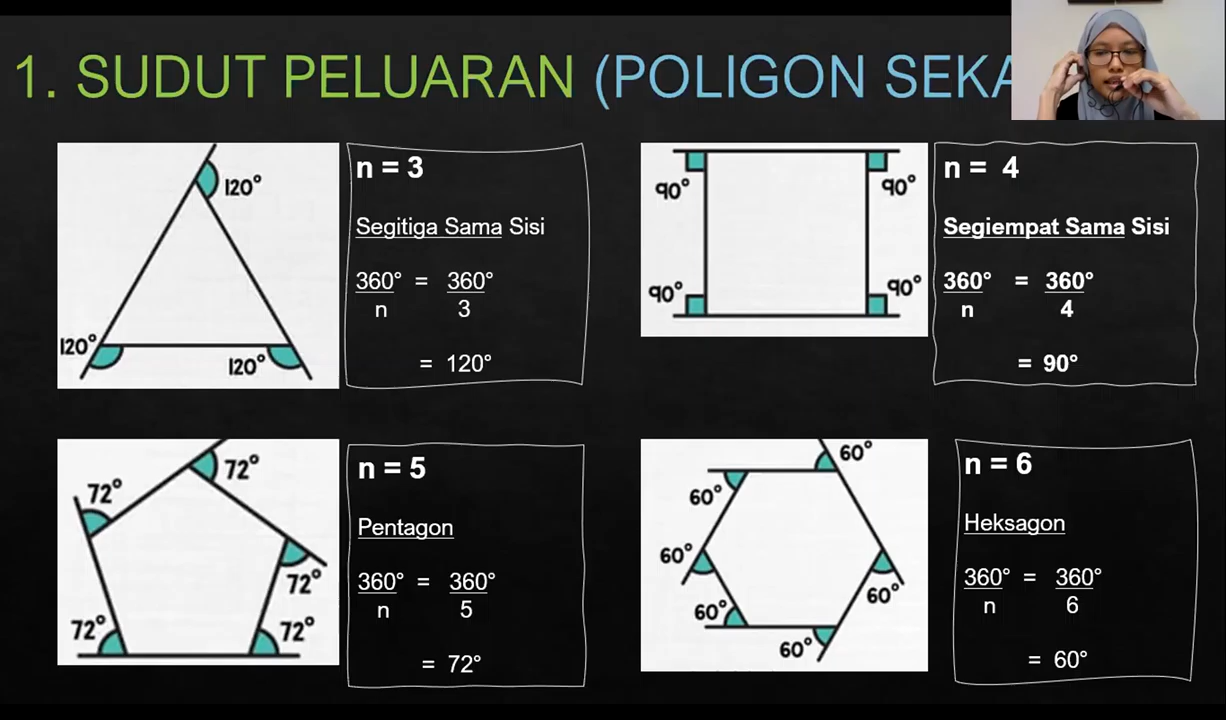 1. SUDUT PELUARAN (POLIGON SEKA
120°
120°
120°
n = 3
Segitiga Sama Sisi
360° = 360°
n 3
= 120°
90°
90°
90°
90°
n = 4
Segiempat Sama Sisi
360° = 360°
n 4
= 90°
72°
72°
72°
72°
72°
n = 5
Pentagon
360° = 360°
n 5
= 72°
60°
60°
60°
60°
60°
60°
n = 6
Heksagon
360° = 360°
n 6
= 60°